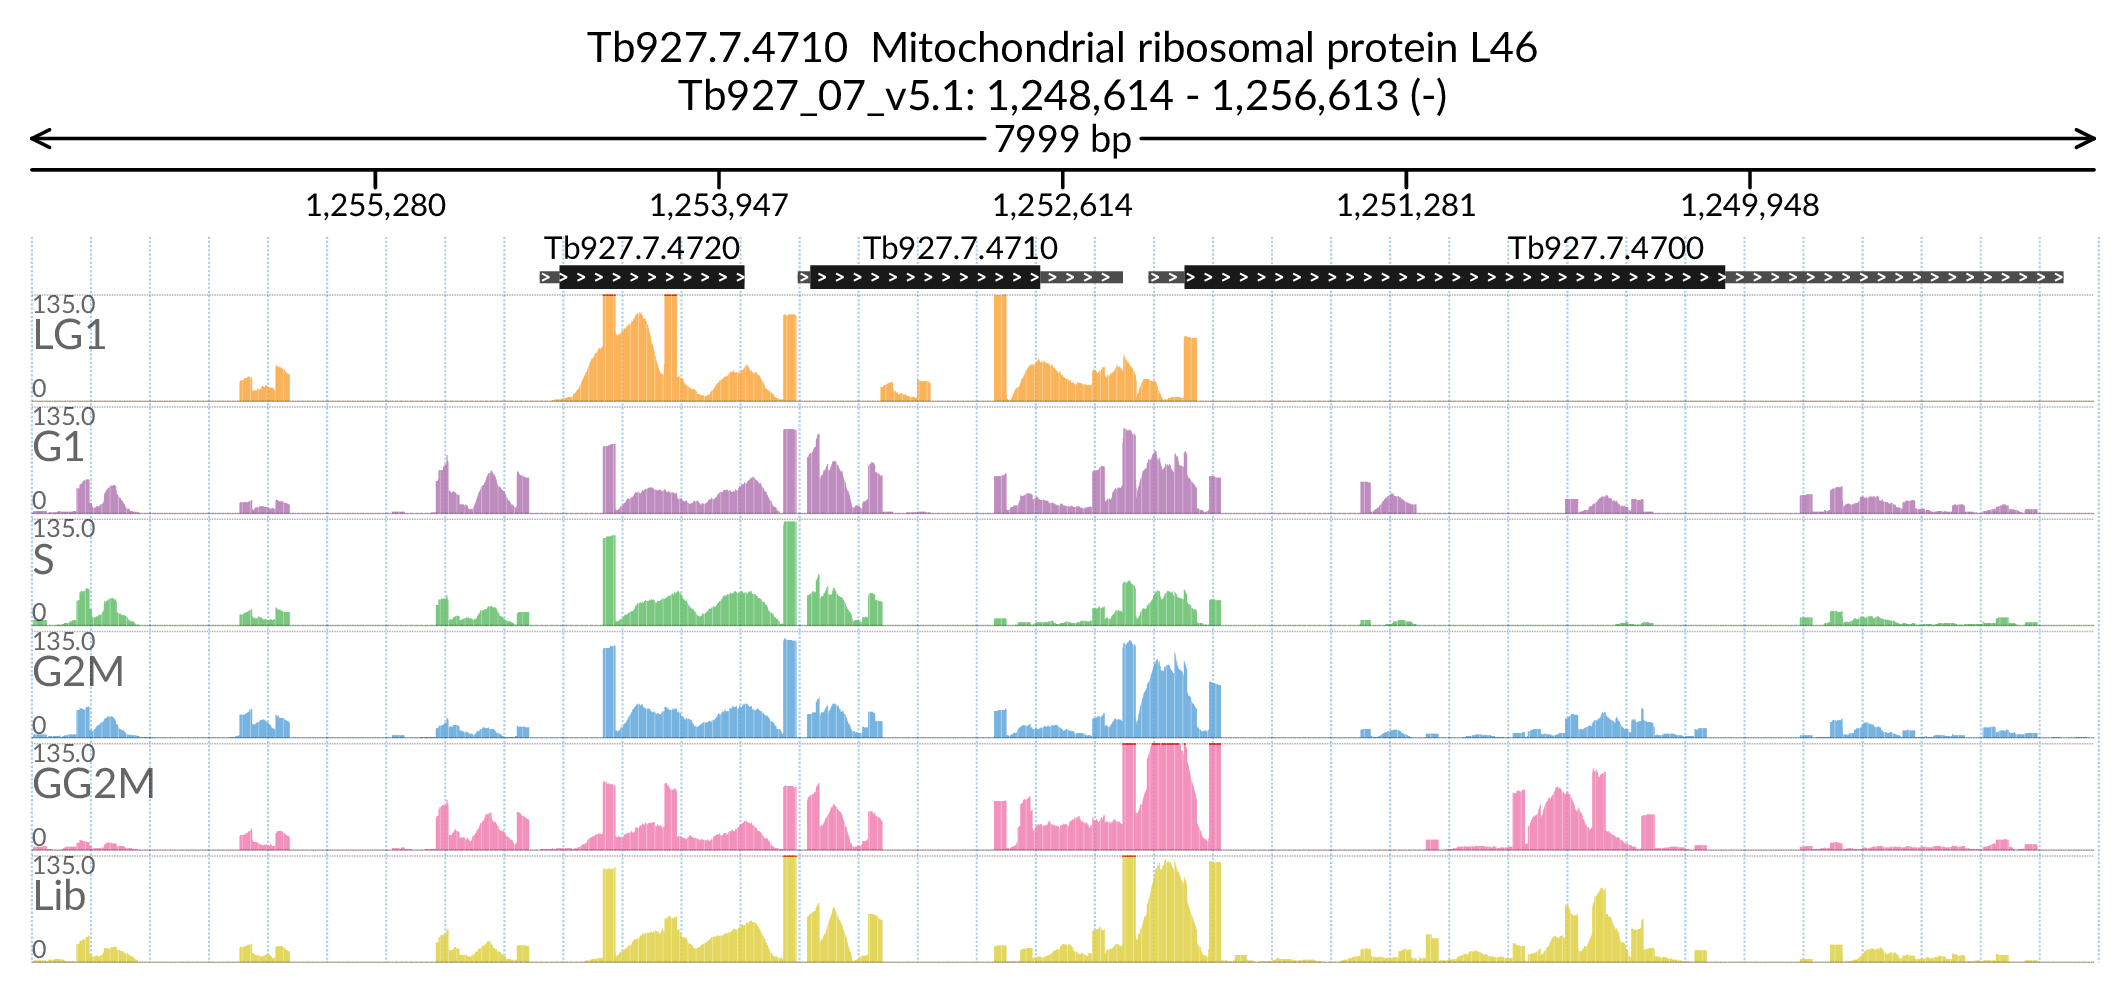 Tb927.7.4710  Mitochondrial ribosomal protein L46
Tb927_07_v5.1: 1,248,614 - 1,256,613 (-)
7999 bp
1,255,280 1,253,947 1,252,614 1,251,281 1,249,948
Tb927.7.4720 Tb927.7.4710 Tb927.7.4700
135.0
LG1
0
135.0
G1
0
135.0
S
0
135.0
G2M
0
135.0
GG2M
0
135.0
Lib
0